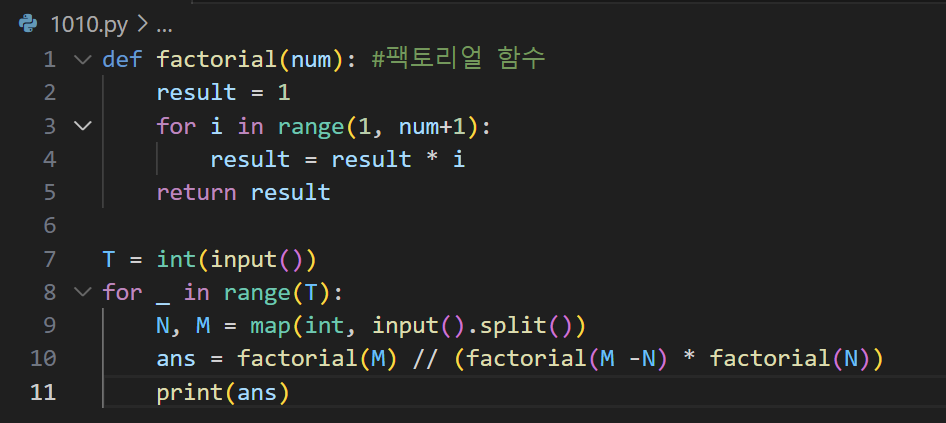 1010.py > ...
1 def factorial(num): #팩토리얼 함수
2     result = 1
3     for i in range(1, num+1):
4         result = result * i
5     return result
6
7 T = int(input())
8 for _ in range(T):
9     N, M = map(int, input().split())
10     ans = factorial(M) // (factorial(M -N) * factorial(N))
11     print(ans)